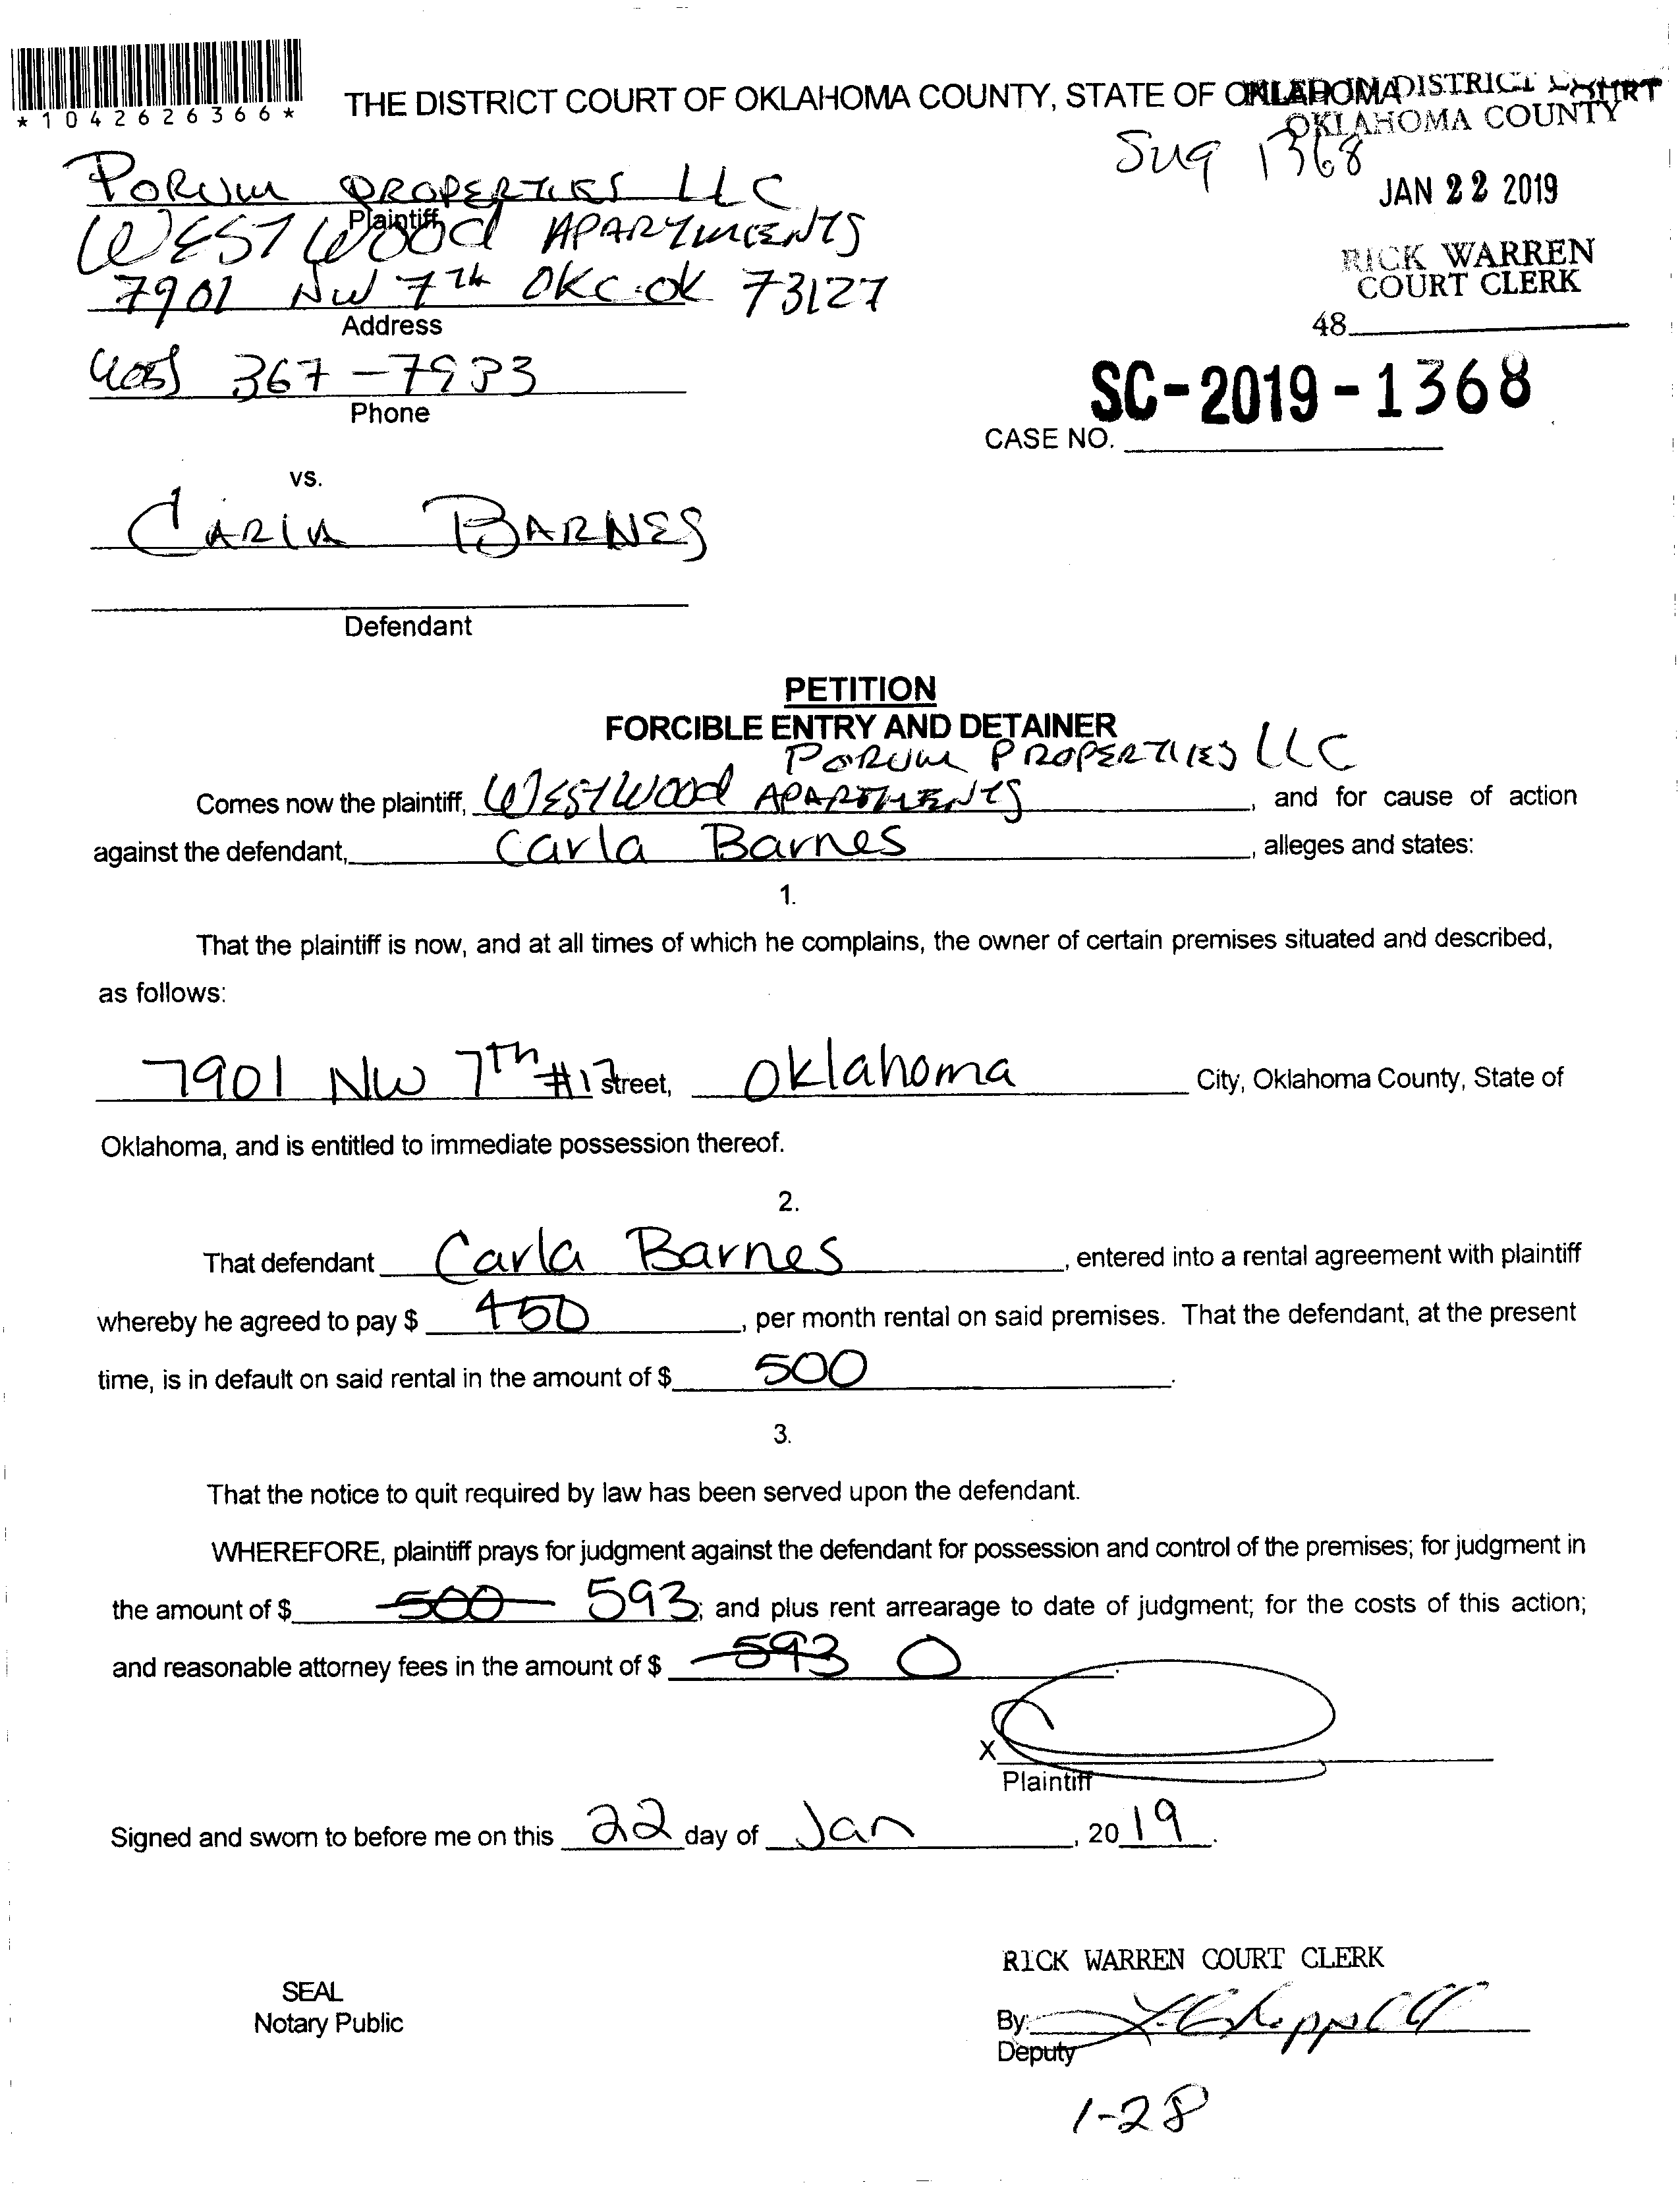 *1042626366*
THE DISTRICT COURT OF OKLAHOMA COUNTY, STATE OF OKLAHOMA
FILED IN DISTRICT COURT
OKLAHOMA COUNTY
1368
JAN 22 2019
RICK WARREN
COURT CLERK
48
PORUM PROPERTIES LLC
Plaintiff
WESTWOOD APARTMENTS
7901 NW 7th OKC. OK 73127
Address
405 367-7933
Phone
SC-2019-1368
CASE NO.
vs.
CARLA BARNES
Defendant
PETITION
FORCIBLE ENTRY AND DETAINER
PORUM PROPERTIES LLC
Comes now the plaintiff, WESTWOOD APARTMENTS, and for cause of action
against the defendant, Carla Barnes, alleges and states:
1.
That the plaintiff is now, and at all times of which he complains, the owner of certain premises situated and described,
as follows:
7901 NW 7th #17 street, Oklahoma City, Oklahoma County, State of
Oklahoma, and is entitled to immediate possession thereof.
2.
That defendant Carla Barnes, entered into a rental agreement with plaintiff
whereby he agreed to pay $ 450, per month rental on said premises. That the defendant, at the present
time, is in default on said rental in the amount of $ 500.
3.
That the notice to quit required by law has been served upon the defendant.
WHEREFORE, plaintiff prays for judgment against the defendant for possession and control of the premises; for judgment in
the amount of $ 500 593; and plus rent arrearage to date of judgment; for the costs of this action;
and reasonable attorney fees in the amount of $ 593 0.
X
Plaintiff
Signed and sworn to before me on this 22 day of Jan, 2019.
RICK WARREN COURT CLERK
SEAL
Notary Public
By:
Deputy
1-28